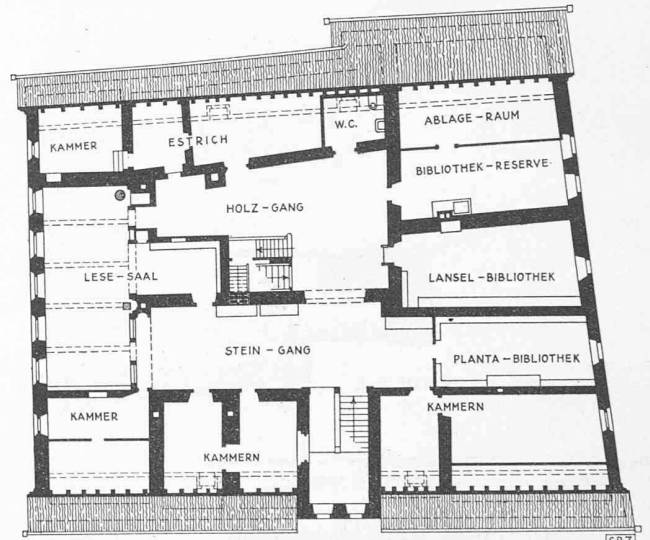 ABLAGE-RAUM
W.C.
ESTRICH
KAMMER
BIBLIOTHEK-RESERVE
HOLZ-GANG
LESE-SAAL
LANSEL-BIBLIOTHEK
STEIN-GANG
PLANTA-BIBLIOTHEK
KAMMER
KAMMERN
KAMMERN
SBZ